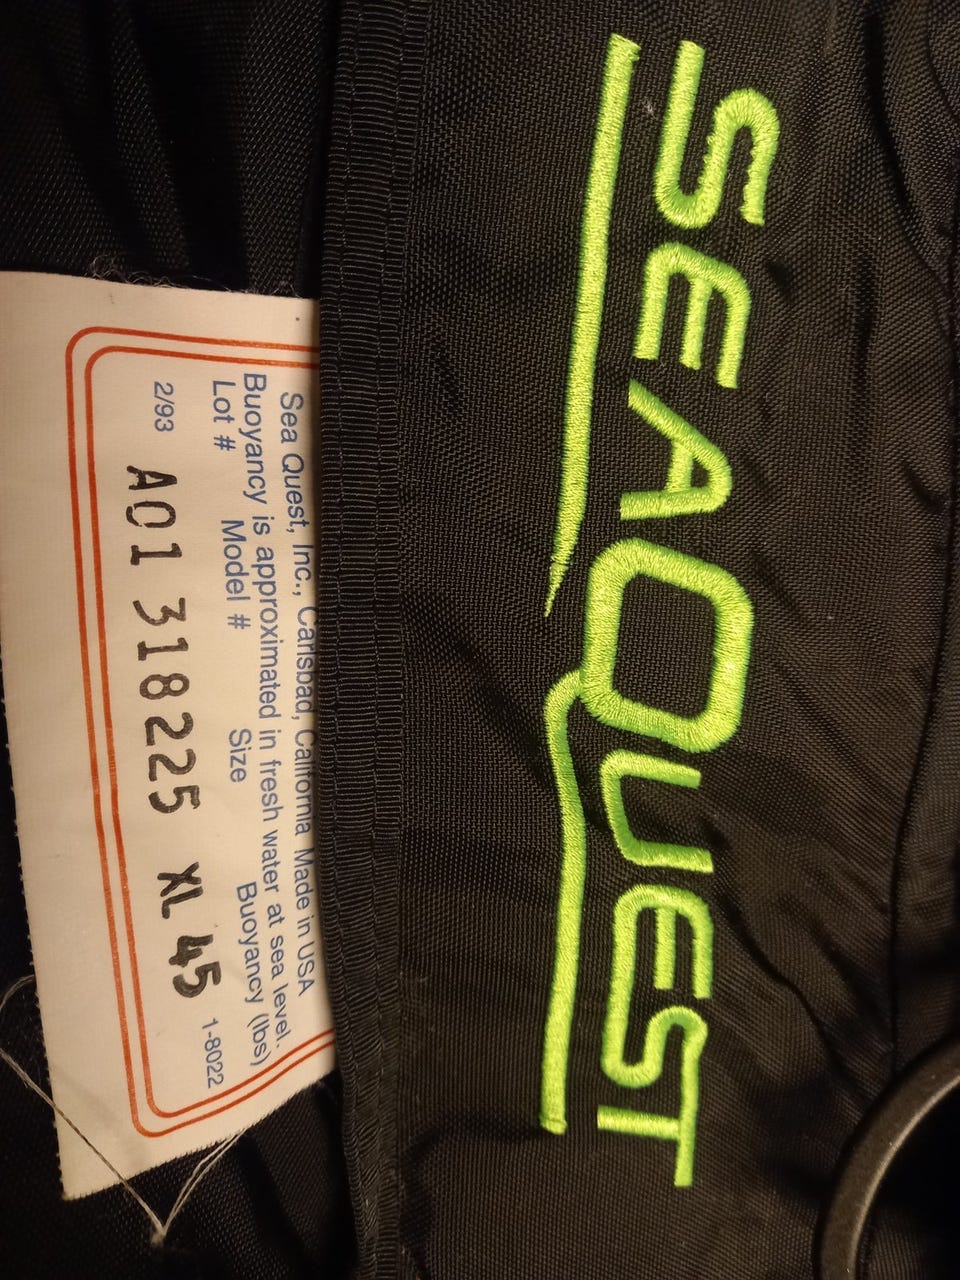 SEAQUEST
Sea Quest, Inc., Carlsbad, California Made in USA
Buoyancy is approximated in fresh water at sea level.
Lot # Model # Size Buoyancy (lbs)
2/93 A01 318225 XL 45 1-8022